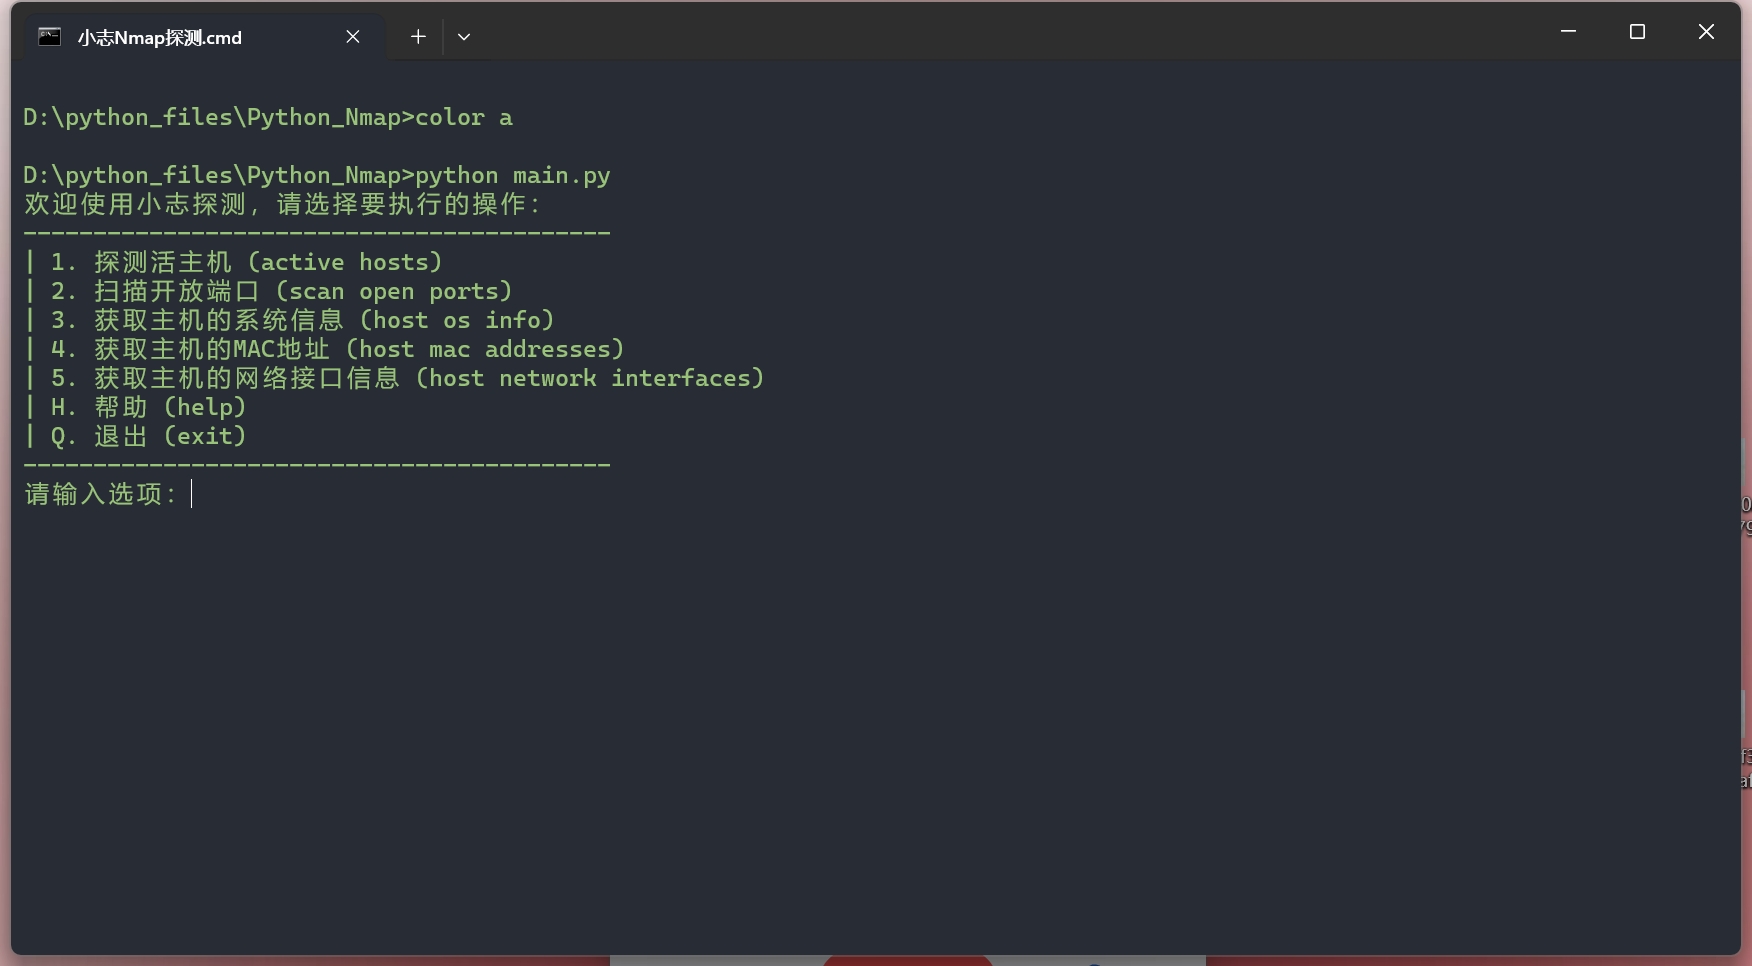 小志Nmap探测.cmd
D:\python_files\Python_Nmap>color a
D:\python_files\Python_Nmap>python main.py
欢迎使用小志探测，请选择要执行的操作：
------------------------------------------
| 1. 探测活主机 (active hosts)
| 2. 扫描开放端口 (scan open ports)
| 3. 获取主机的系统信息 (host os info)
| 4. 获取主机的MAC地址 (host mac addresses)
| 5. 获取主机的网络接口信息 (host network interfaces)
| H. 帮助 (help)
| Q. 退出 (exit)
------------------------------------------
请输入选项：